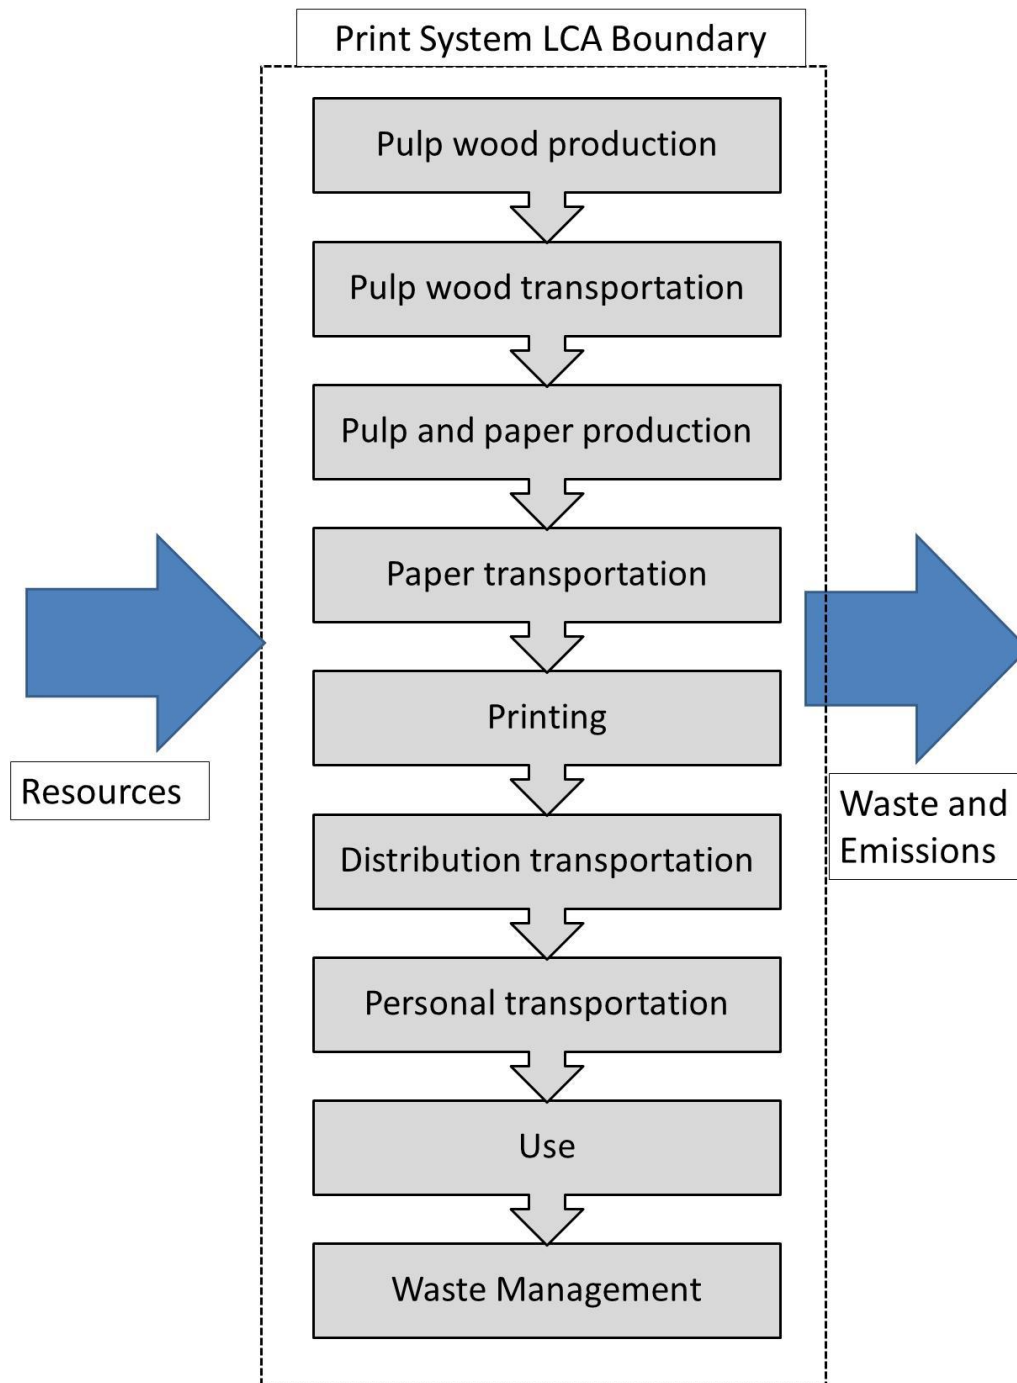 Print System LCA Boundary
Pulp wood production
Pulp wood transportation
Pulp and paper production
Paper transportation
Printing
Resources
Distribution transportation
Waste and
Emissions
Personal transportation
Use
Waste Management